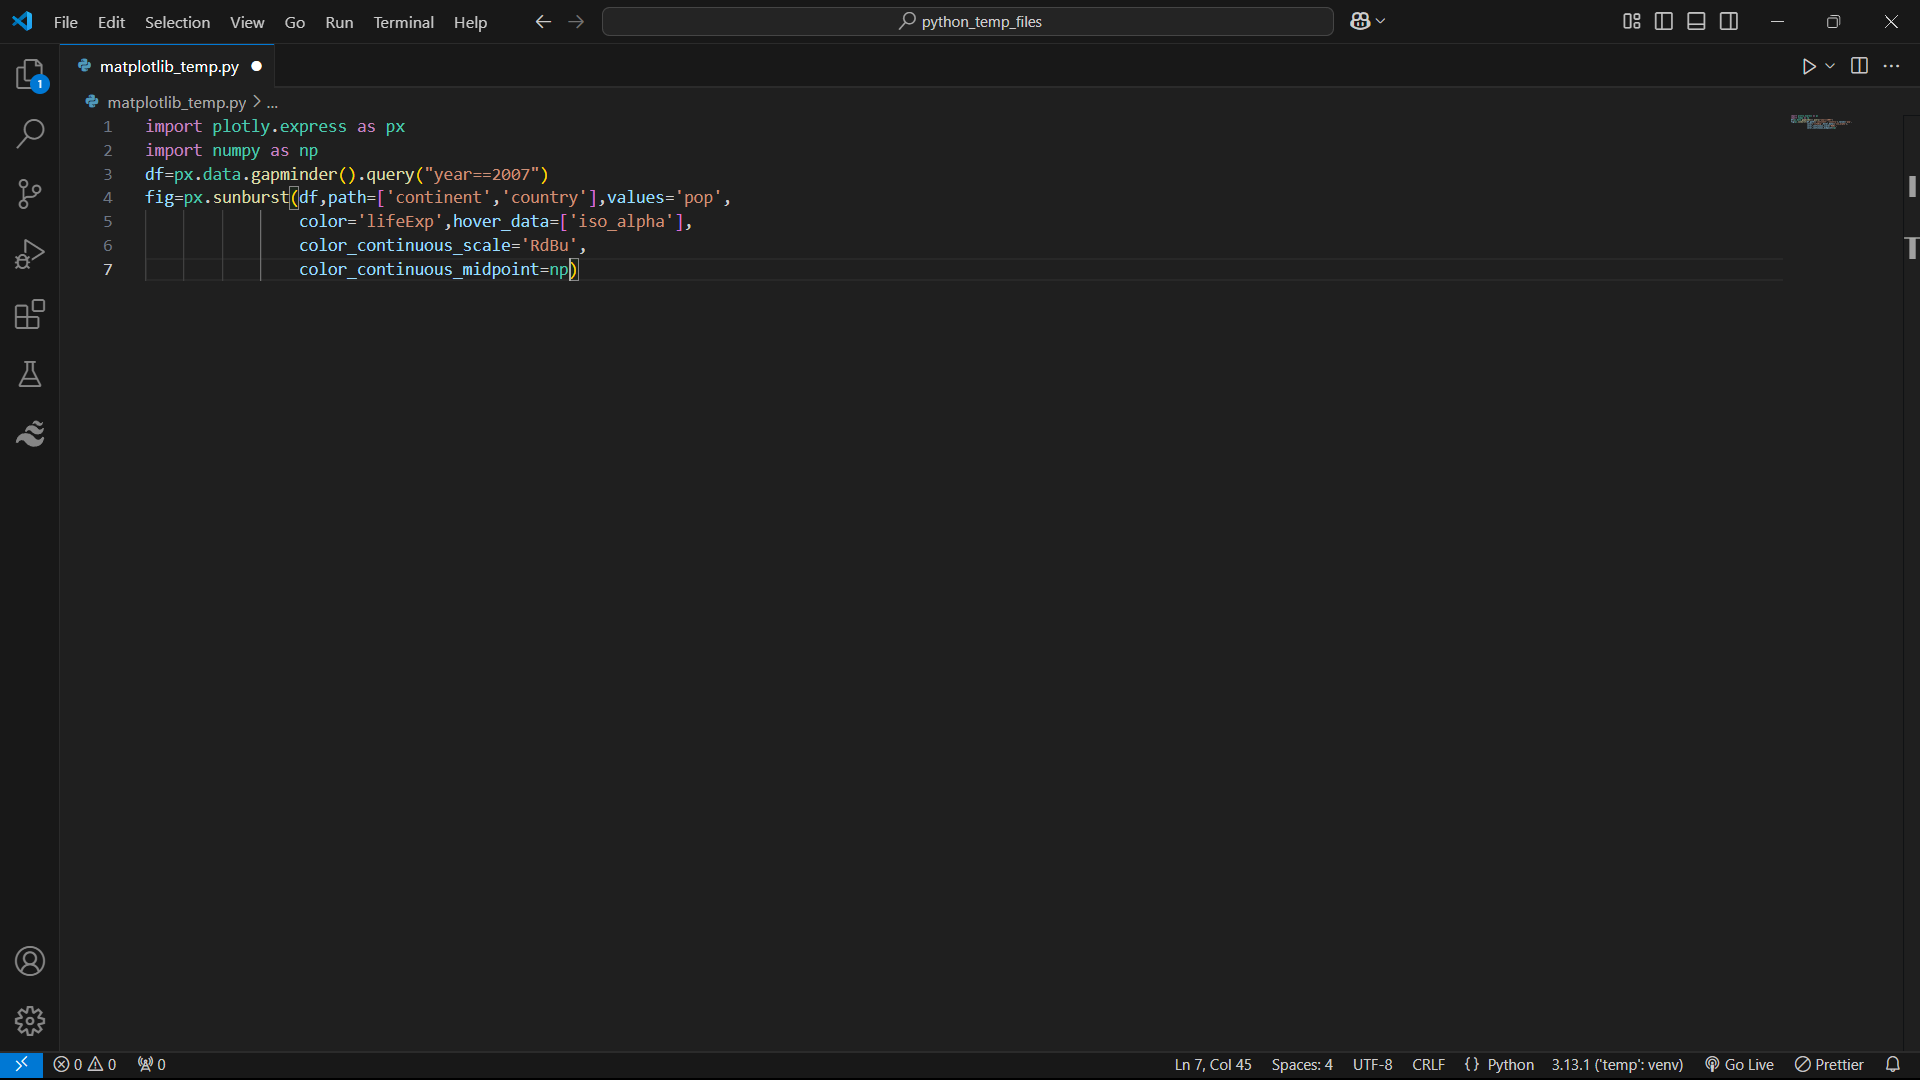 File Edit Selection View Go Run Terminal Help python_temp_files
1
matplotlib_temp.py
matplotlib_temp.py > ...
1 import plotly.express as px
2 import numpy as np
3 df=px.data.gapminder().query("year==2007")
4 fig=px.sunburst(df,path=['continent','country'],values='pop',
5 color='lifeExp',hover_data=['iso_alpha'],
6 color_continuous_scale='RdBu',
7 color_continuous_midpoint=np)
0 0 0 Ln 7, Col 45 Spaces: 4 UTF-8 CRLF {} Python 3.13.1 ('temp': venv) Go Live Prettier